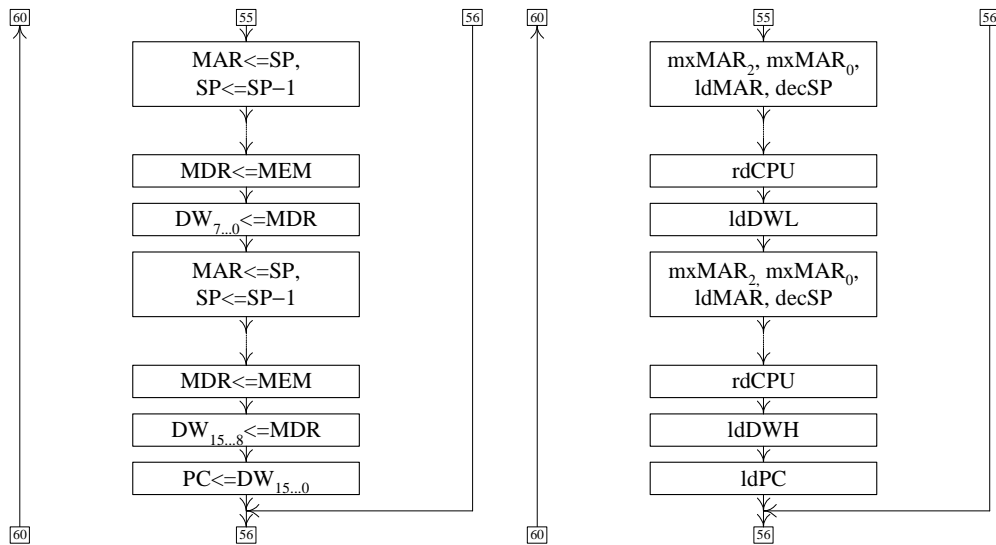 60
55
56
MAR<=SP,
SP<=SP−1
MDR<=MEM
DW7...0<=MDR
MAR<=SP,
SP<=SP−1
MDR<=MEM
DW15...8<=MDR
PC<=DW15...0
60
56
60
55
56
mxMAR2, mxMAR0,
ldMAR, decSP
rdCPU
ldDWL
mxMAR2, mxMAR0,
ldMAR, decSP
rdCPU
ldDWH
ldPC
60
56